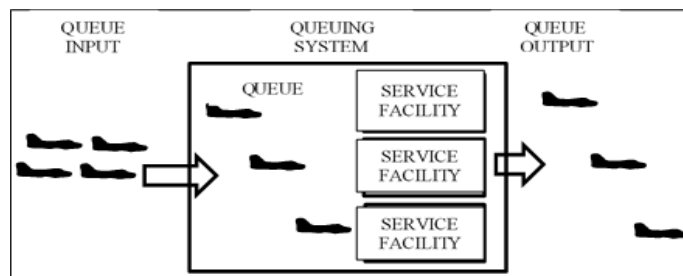 QUEUE
INPUT
QUEUING
SYSTEM
QUEUE
OUTPUT
QUEUE
SERVICE
FACILITY
SERVICE
FACILITY
SERVICE
FACILITY